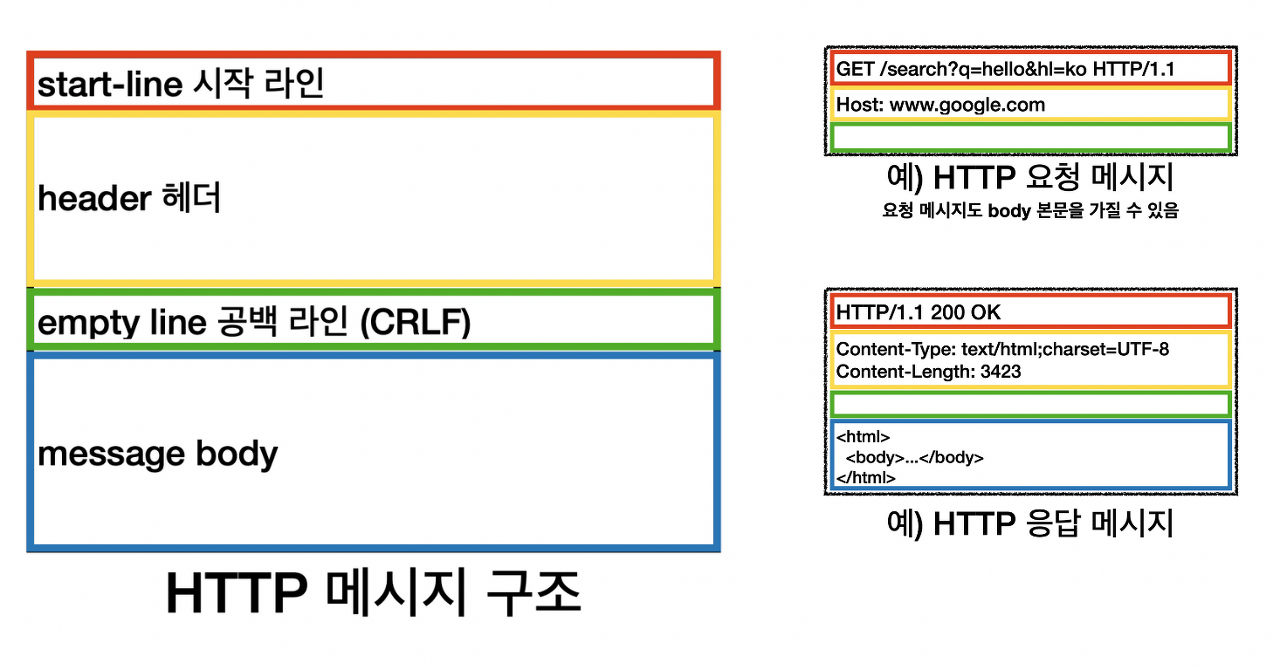 start-line 시작 라인
header 헤더
empty line 공백 라인 (CRLF)
message body
HTTP 메시지 구조
GET /search?q=hello&hl=ko HTTP/1.1
Host: www.google.com
예) HTTP 요청 메시지
요청 메시지도 body 본문을 가질 수 있음
HTTP/1.1 200 OK
Content-Type: text/html;charset=UTF-8
Content-Length: 3423
<html>
<body>...</body>
</html>
예) HTTP 응답 메시지